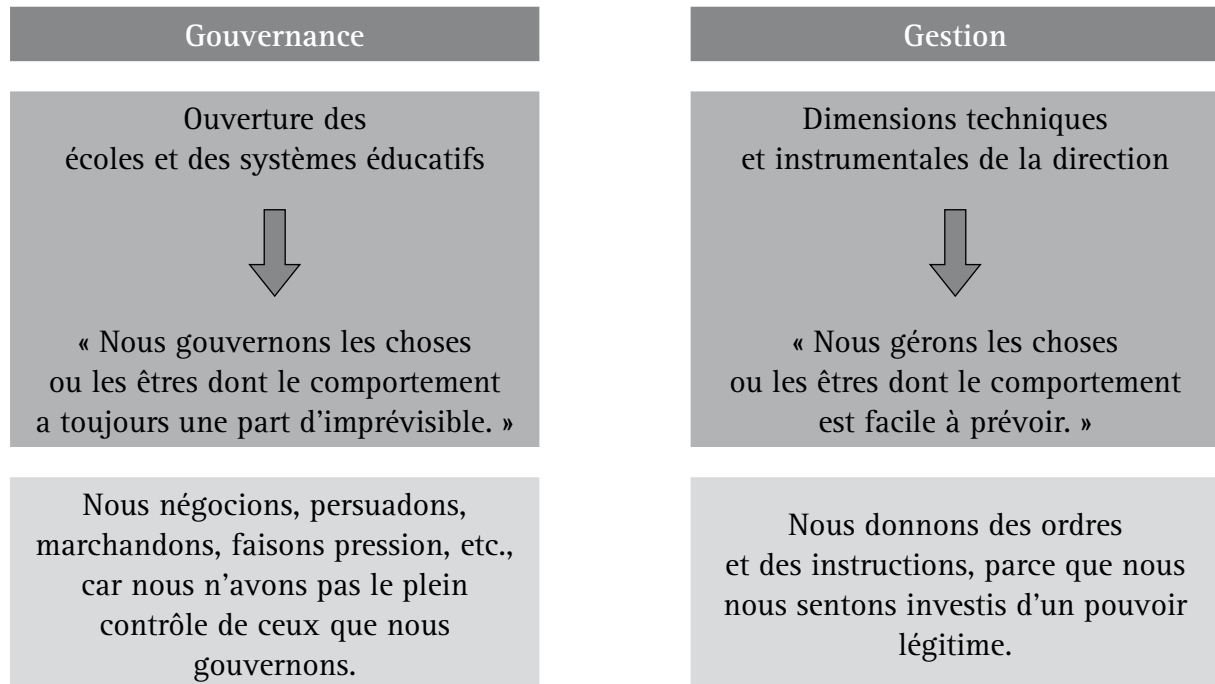 Gouvernance
Ouverture des
écoles et des systèmes éducatifs
« Nous gouvernons les choses
ou les êtres dont le comportement
a toujours une part d’imprévisible. »
Nous négocions, persuadons,
marchandons, faisons pression, etc.,
car nous n’avons pas le plein
contrôle de ceux que nous
gouvernons.
Gestion
Dimensions techniques
et instrumentales de la direction
« Nous gérons les choses
ou les êtres dont le comportement
est facile à prévoir. »
Nous donnons des ordres
et des instructions, parce que nous
nous sentons investis d’un pouvoir
légitime.